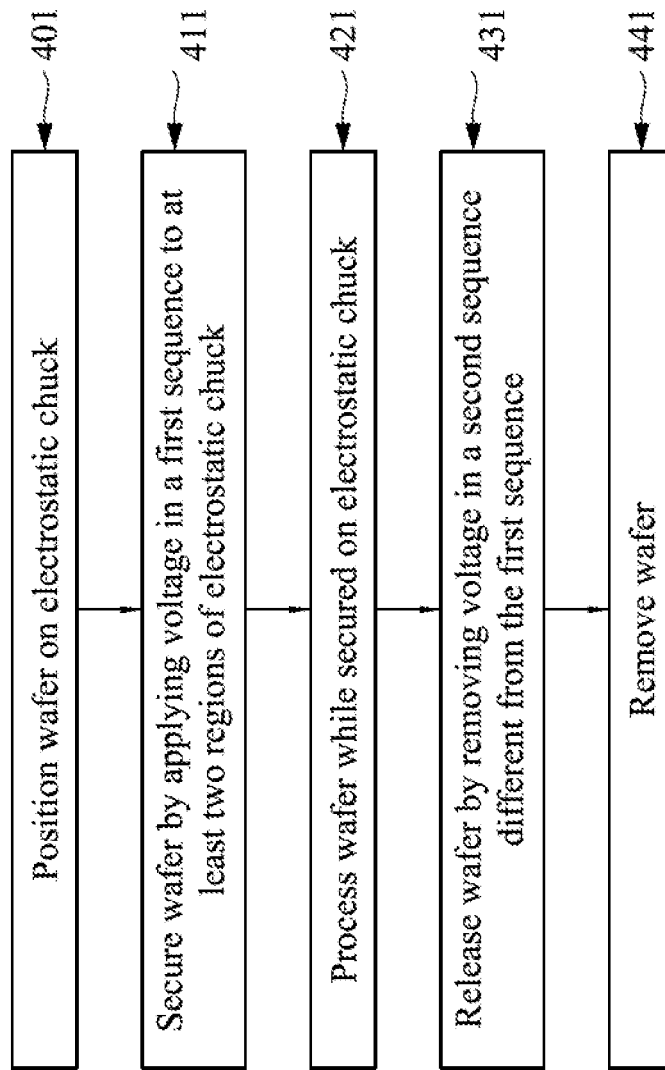 Position wafer on electrostatic chuck
401
Secure wafer by applying voltage in a first sequence to at
least two regions of electrostatic chuck
411
Process wafer while secured on electrostatic chuck
421
Release wafer by removing voltage in a second sequence
different from the first sequence
431
Remove wafer
441